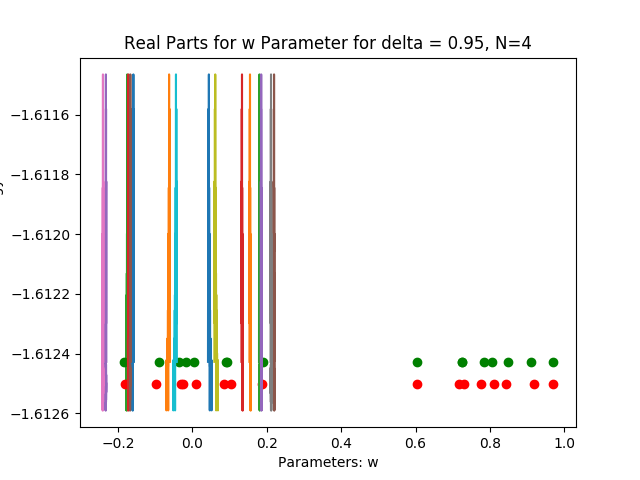 Real Parts for w Parameter for delta = 0.95, N=4
−1.6116
−1.6118
−1.6120
−1.6122
−1.6124
−1.6126
−0.2 0.0 0.2 0.4 0.6 0.8 1.0
Parameters: w